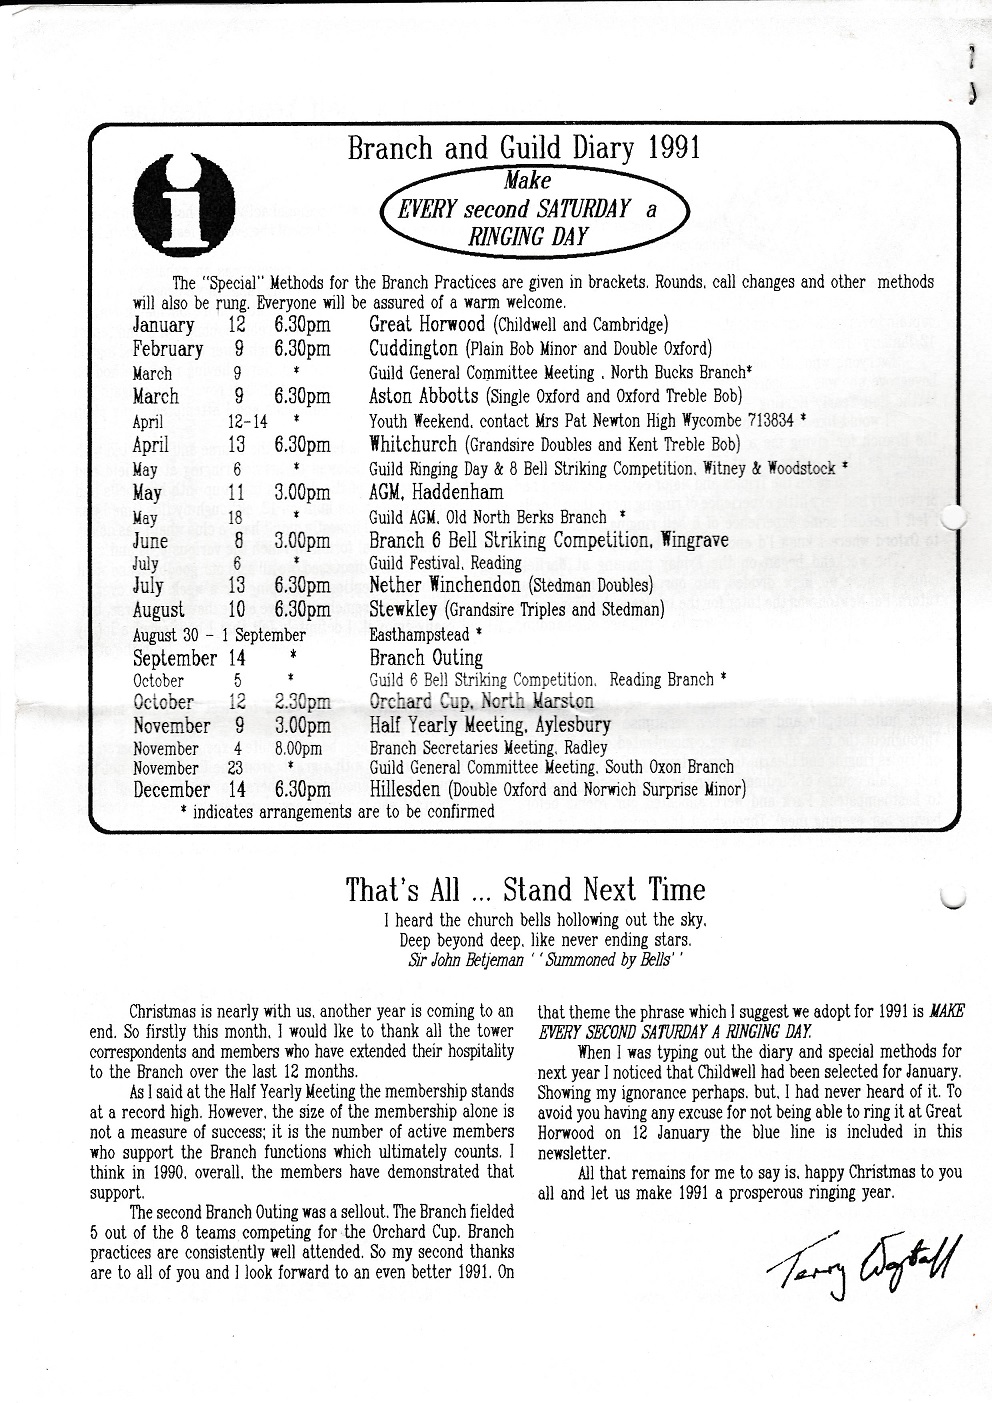 Branch and Guild Diary 1991
Make
EVERY second SATURDAY a
RINGING DAY
The "Special" Methods for the Branch Practices are given in brackets. Rounds, call changes and other methods
will also be rung. Everyone will be assured of a warm welcome.
January 12 6.30pm Great Horwood (Childwell and Cambridge)
February 9 6.30pm Cuddington (Plain Bob Minor and Double Oxford)
March 9 * Guild General Committee Meeting , North Bucks Branch*
March 9 6.30pm Aston Abbotts (Single Oxford and Oxford Treble Bob)
April 12-14 * Youth Weekend, contact Mrs Pat Newton High Wycombe 713834 *
April 13 6.30pm Whitchurch (Grandsire Doubles and Kent Treble Bob)
May 6 * Guild Ringing Day & 8 Bell Striking Competition, Witney & Woodstock *
May 11 3.00pm AGM, Haddenham
May 18 * Guild AGM, Old North Berks Branch *
June 8 3.00pm Branch 6 Bell Striking Competition, Wingrave
July 6 * Guild Festival, Reading
July 13 6.30pm Nether Winchendon (Stedman Doubles)
August 10 6.30pm Stewkley (Grandsire Triples and Stedman)
August 30 - 1 September Easthampstead *
September 14 * Branch Outing
October 5 * Guild 6 Bell Striking Competition, Reading Branch *
October 12 2.30pm Orchard Cup, North Marston
November 9 3.00pm Half Yearly Meeting, Aylesbury
November 4 8.00pm Branch Secretaries Meeting, Radley
November 23 * Guild General Committee Meeting, South Oxon Branch
December 14 6.30pm Hillesden (Double Oxford and Norwich Surprise Minor)
* indicates arrangements are to be confirmed
That's All ... Stand Next Time
I heard the church bells hollowing out the sky,
Deep beyond deep, like never ending stars.
Sir John Betjeman ''Summoned by Bells''
Christmas is nearly with us, another year is coming to an
end. So firstly this month, I would lke to thank all the tower
correspondents and members who have extended their hospitality
to the Branch over the last 12 months.
As I said at the Half Yearly Meeting the membership stands
at a record high. However, the size of the membership alone is
not a measure of success; it is the number of active members
who support the Branch functions which ultimately counts. I
think in 1990, overall, the members have demonstrated that
support.
The second Branch Outing was a sellout. The Branch fielded
5 out of the 8 teams competing for the Orchard Cup. Branch
practices are consistently well attended. So my second thanks
are to all of you and I look forward to an even better 1991. On
that theme the phrase which I suggest we adopt for 1991 is MAKE
EVERY SECOND SATURDAY A RINGING DAY.
When I was typing out the diary and special methods for
next year I noticed that Childwell had been selected for January.
Showing my ignorance perhaps, but, I had never heard of it. To
avoid you having any excuse for not being able to ring it at Great
Horwood on 12 January the blue line is included in this
newsletter.
All that remains for me to say is, happy Christmas to you
all and let us make 1991 a prosperous ringing year.
Terry Wagstaff